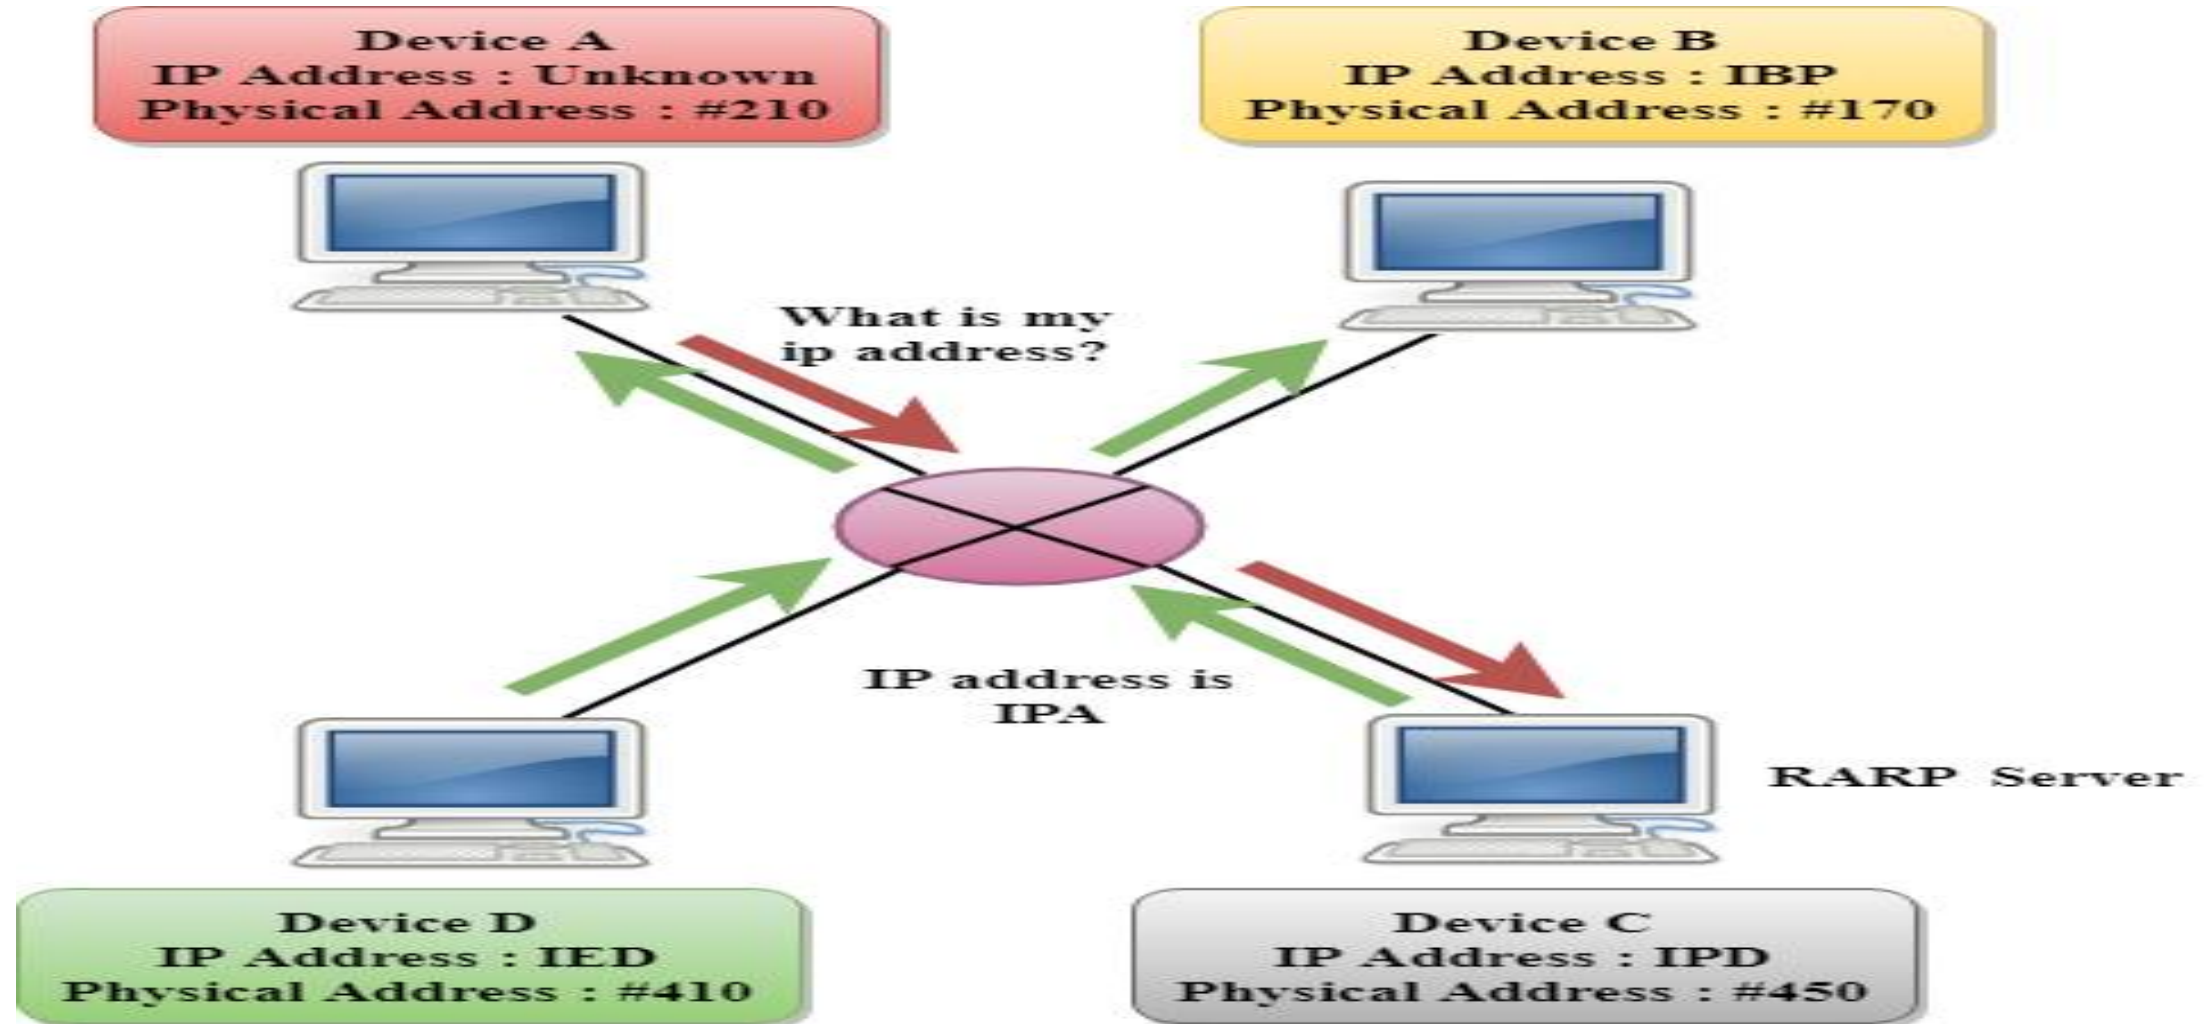 Device A
IP Address : Unknown
Physical Address : #210
Device B
IP Address : IBP
Physical Address : #170
What is my
ip address?
IP address is
IPA
RARP Server
Device D
IP Address : IED
Physical Address : #410
Device C
IP Address : IPD
Physical Address : #450